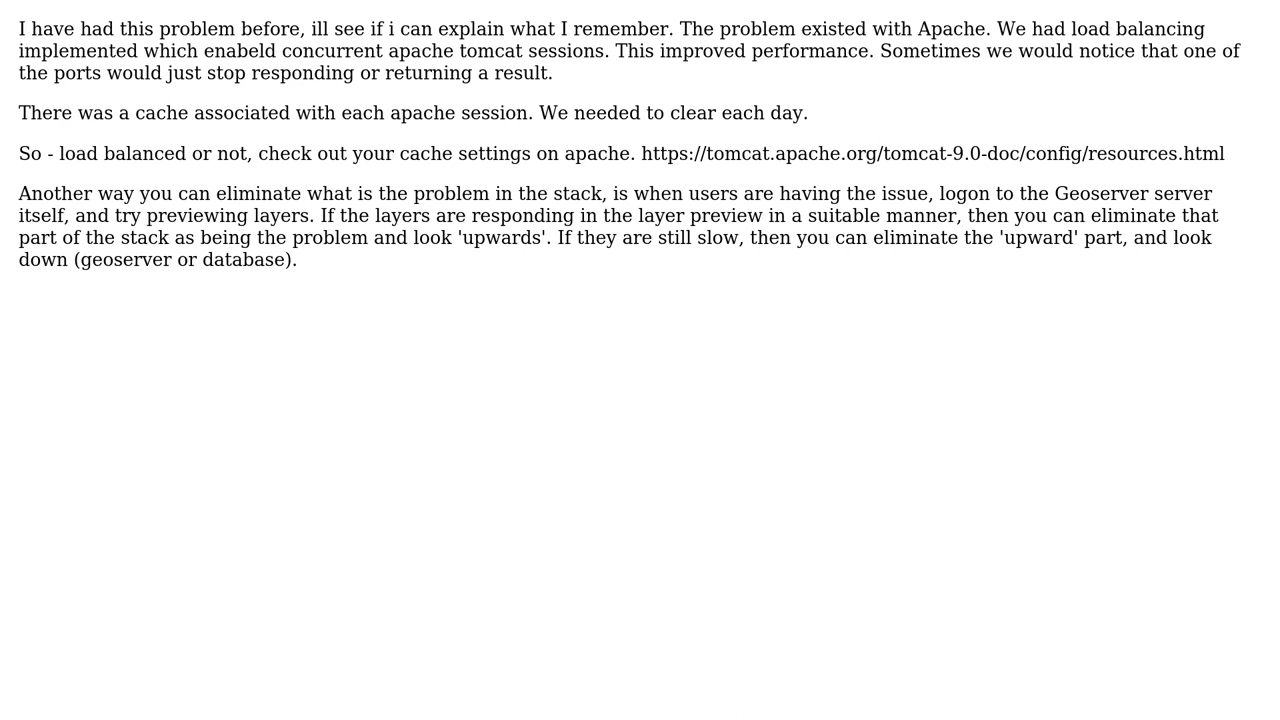 I have had this problem before, ill see if i can explain what I remember. The problem existed with Apache. We had load balancing
implemented which enabeld concurrent apache tomcat sessions. This improved performance. Sometimes we would notice that one of
the ports would just stop responding or returning a result.
There was a cache associated with each apache session. We needed to clear each day.
So - load balanced or not, check out your cache settings on apache. https://tomcat.apache.org/tomcat-9.0-doc/config/resources.html
Another way you can eliminate what is the problem in the stack, is when users are having the issue, logon to the Geoserver server
itself, and try previewing layers. If the layers are responding in the layer preview in a suitable manner, then you can eliminate that
part of the stack as being the problem and look 'upwards'. If they are still slow, then you can eliminate the 'upward' part, and look
down (geoserver or database).